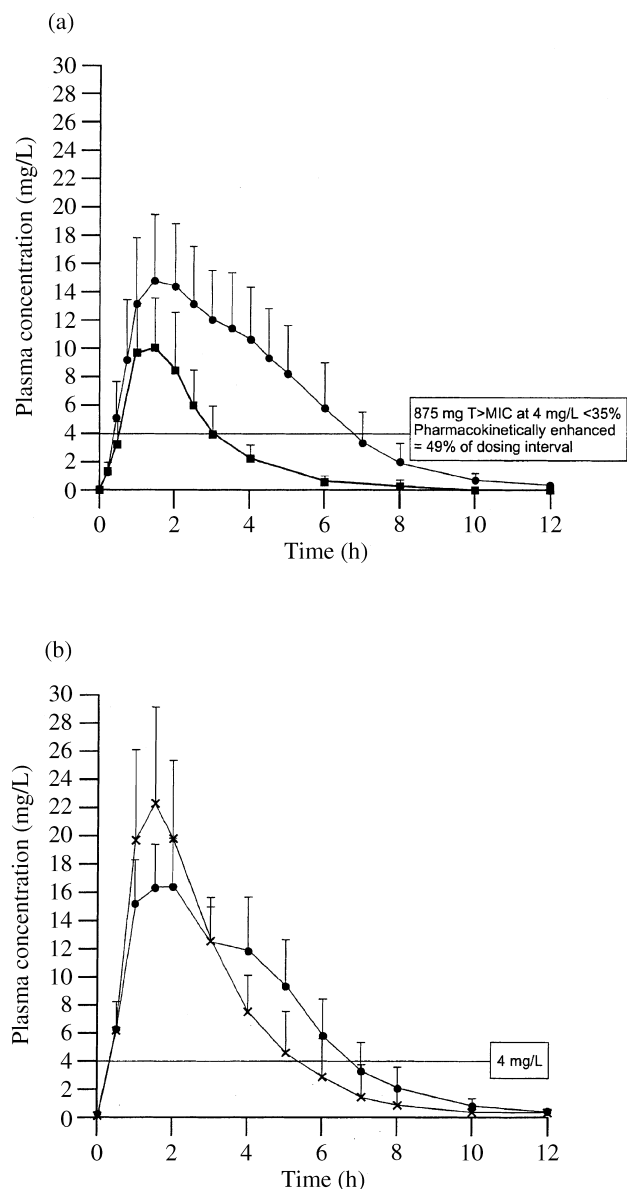 (a)
30
28
26
24
22
20
18
16
14
12
10
8
6
4
2
0
Plasma concentration (mg/L)
875 mg T>MIC at 4 mg/L <35%
Pharmacokinetically enhanced
= 49% of dosing interval
0 2 4 6 8 10 12
Time (h)
(b)
30
28
26
24
22
20
18
16
14
12
10
8
6
4
2
0
Plasma concentration (mg/L)
4 mg/L
0 2 4 6 8 10 12
Time (h)